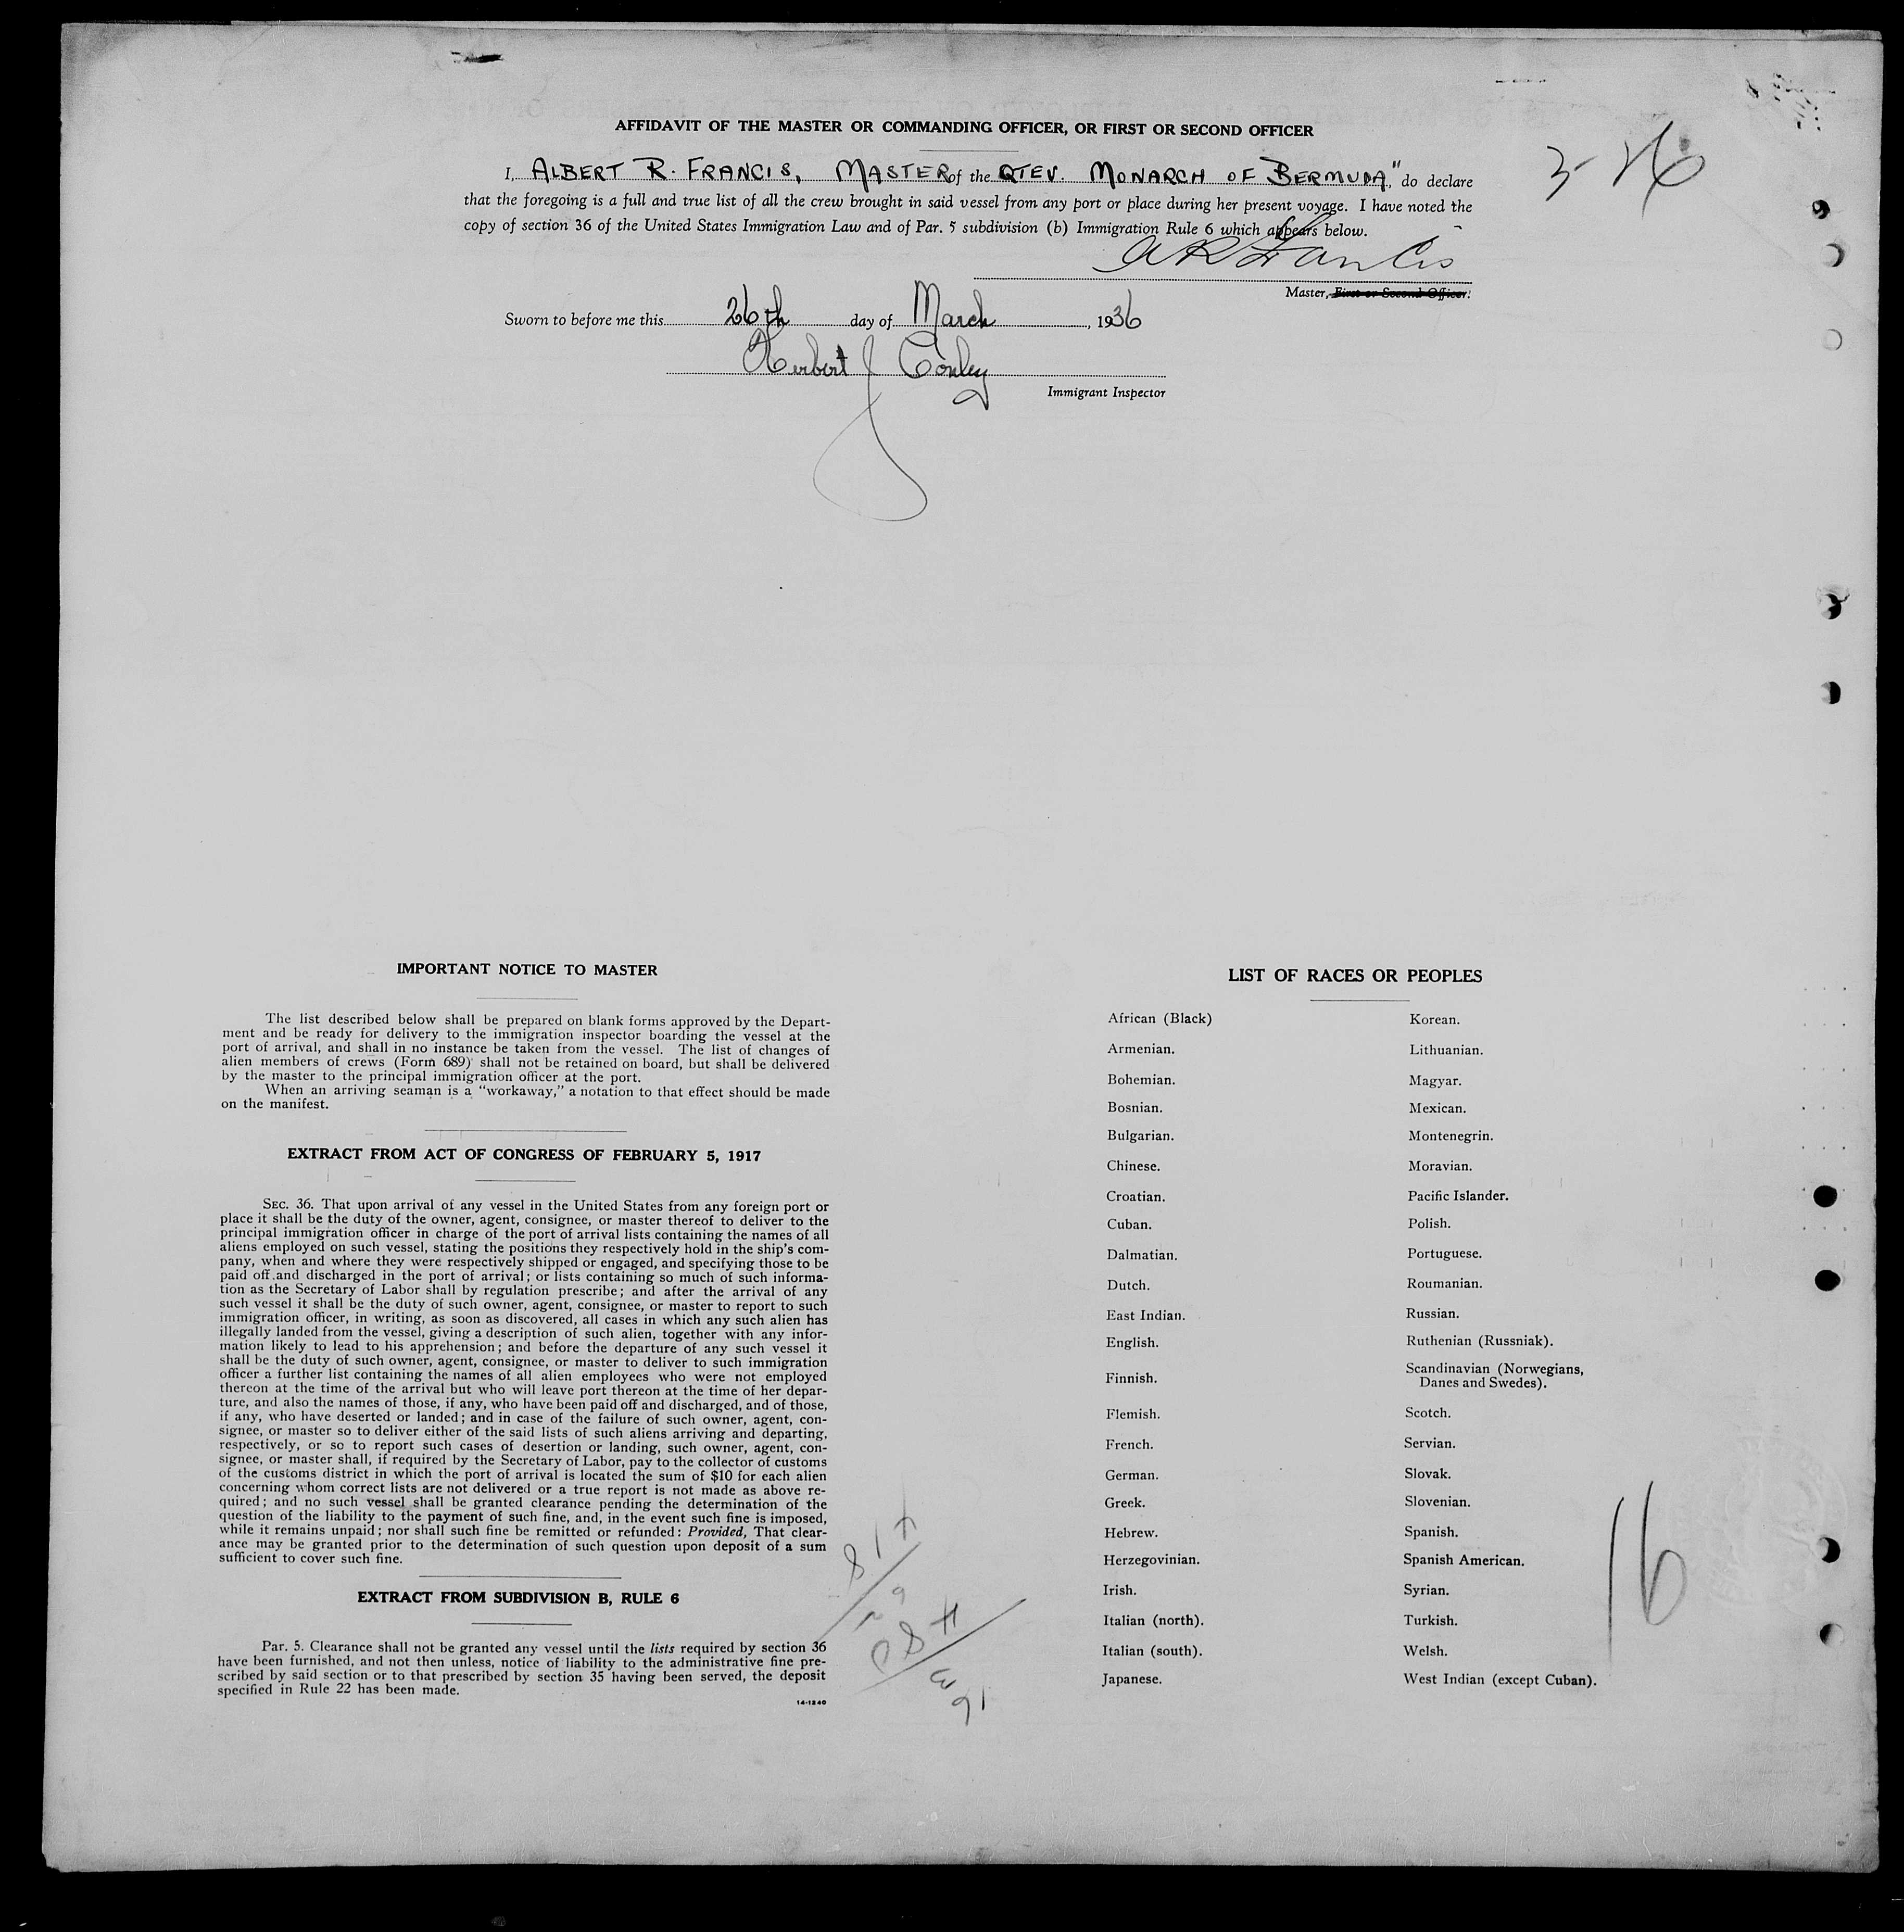 AFFIDAVIT OF THE MASTER OR COMMANDING OFFICER, OR FIRST OR SECOND OFFICER
I, ALBERT R. FRANCIS, MASTER of the QTEV. MONARCH OF BERMUDA," do declare
that the foregoing is a full and true list of all the crew brought in said vessel from any port or place during her present voyage. I have noted the
copy of section 36 of the United States Immigration Law and of Par. 5 subdivision (b) Immigration Rule 6 which appears below.
A R Francis
Master, First or Second Officer.
Sworn to before me this 26th day of March, 1936
Herbert J Conley
Immigrant Inspector
3-26
IMPORTANT NOTICE TO MASTER
The list described below shall be prepared on blank forms approved by the Depart-
ment and be ready for delivery to the immigration inspector boarding the vessel at the
port of arrival, and shall in no instance be taken from the vessel. The list of changes of
alien members of crews (Form 689) shall not be retained on board, but shall be delivered
by the master to the principal immigration officer at the port.
When an arriving seaman is a "workaway," a notation to that effect should be made
on the manifest.
EXTRACT FROM ACT OF CONGRESS OF FEBRUARY 5, 1917
SEC. 36. That upon arrival of any vessel in the United States from any foreign port or
place it shall be the duty of the owner, agent, consignee, or master thereof to deliver to the
principal immigration officer in charge of the port of arrival lists containing the names of all
aliens employed on such vessel, stating the positions they respectively hold in the ship's com-
pany, when and where they were respectively shipped or engaged, and specifying those to be
paid off and discharged in the port of arrival; or lists containing so much of such informa-
tion as the Secretary of Labor shall by regulation prescribe; and after the arrival of any
such vessel it shall be the duty of such owner, agent, consignee, or master to report to such
immigration officer, in writing, as soon as discovered, all cases in which any such alien has
illegally landed from the vessel, giving a description of such alien, together with any infor-
mation likely to lead to his apprehension; and before the departure of any such vessel it
shall be the duty of such owner, agent, consignee, or master to deliver to such immigration
officer a further list containing the names of all alien employees who were not employed
thereon at the time of the arrival but who will leave port thereon at the time of her depar-
ture, and also the names of those, if any, who have been paid off and discharged, and of those,
if any, who have deserted or landed; and in case of the failure of such owner, agent, con-
signee, or master so to deliver either of the said lists of such aliens arriving and departing,
respectively, or so to report such cases of desertion or landing, such owner, agent, con-
signee, or master shall, if required by the Secretary of Labor, pay to the collector of customs
of the customs district in which the port of arrival is located the sum of $10 for each alien
concerning whom correct lists are not delivered or a true report is not made as above re-
quired; and no such vessel shall be granted clearance pending the determination of the
question of the liability to the payment of such fine, and, in the event such fine is imposed,
while it remains unpaid; nor shall such fine be remitted or refunded: Provided, That clear-
ance may be granted prior to the determination of such question upon deposit of a sum
sufficient to cover such fine.
EXTRACT FROM SUBDIVISION B, RULE 6
Par. 5. Clearance shall not be granted any vessel until the lists required by section 36
have been furnished, and not then unless, notice of liability to the administrative fine pre-
scribed by said section or to that prescribed by section 35 having been served, the deposit
specified in Rule 22 has been made.
14-1240
LIST OF RACES OR PEOPLES
African (Black)
Armenian.
Bohemian.
Bosnian.
Bulgarian.
Chinese.
Croatian.
Cuban.
Dalmatian.
Dutch.
East Indian.
English.
Finnish.
Flemish.
French.
German.
Greek.
Hebrew.
Herzegovinian.
Irish.
Italian (north).
Italian (south).
Japanese.
Korean.
Lithuanian.
Magyar.
Mexican.
Montenegrin.
Moravian.
Pacific Islander.
Polish.
Portuguese.
Roumanian.
Russian.
Ruthenian (Russniak).
Scandinavian (Norwegians,
Danes and Swedes).
Scotch.
Servian.
Slovak.
Slovenian.
Spanish.
Spanish American.
Syrian.
Turkish.
Welsh.
West Indian (except Cuban).
16